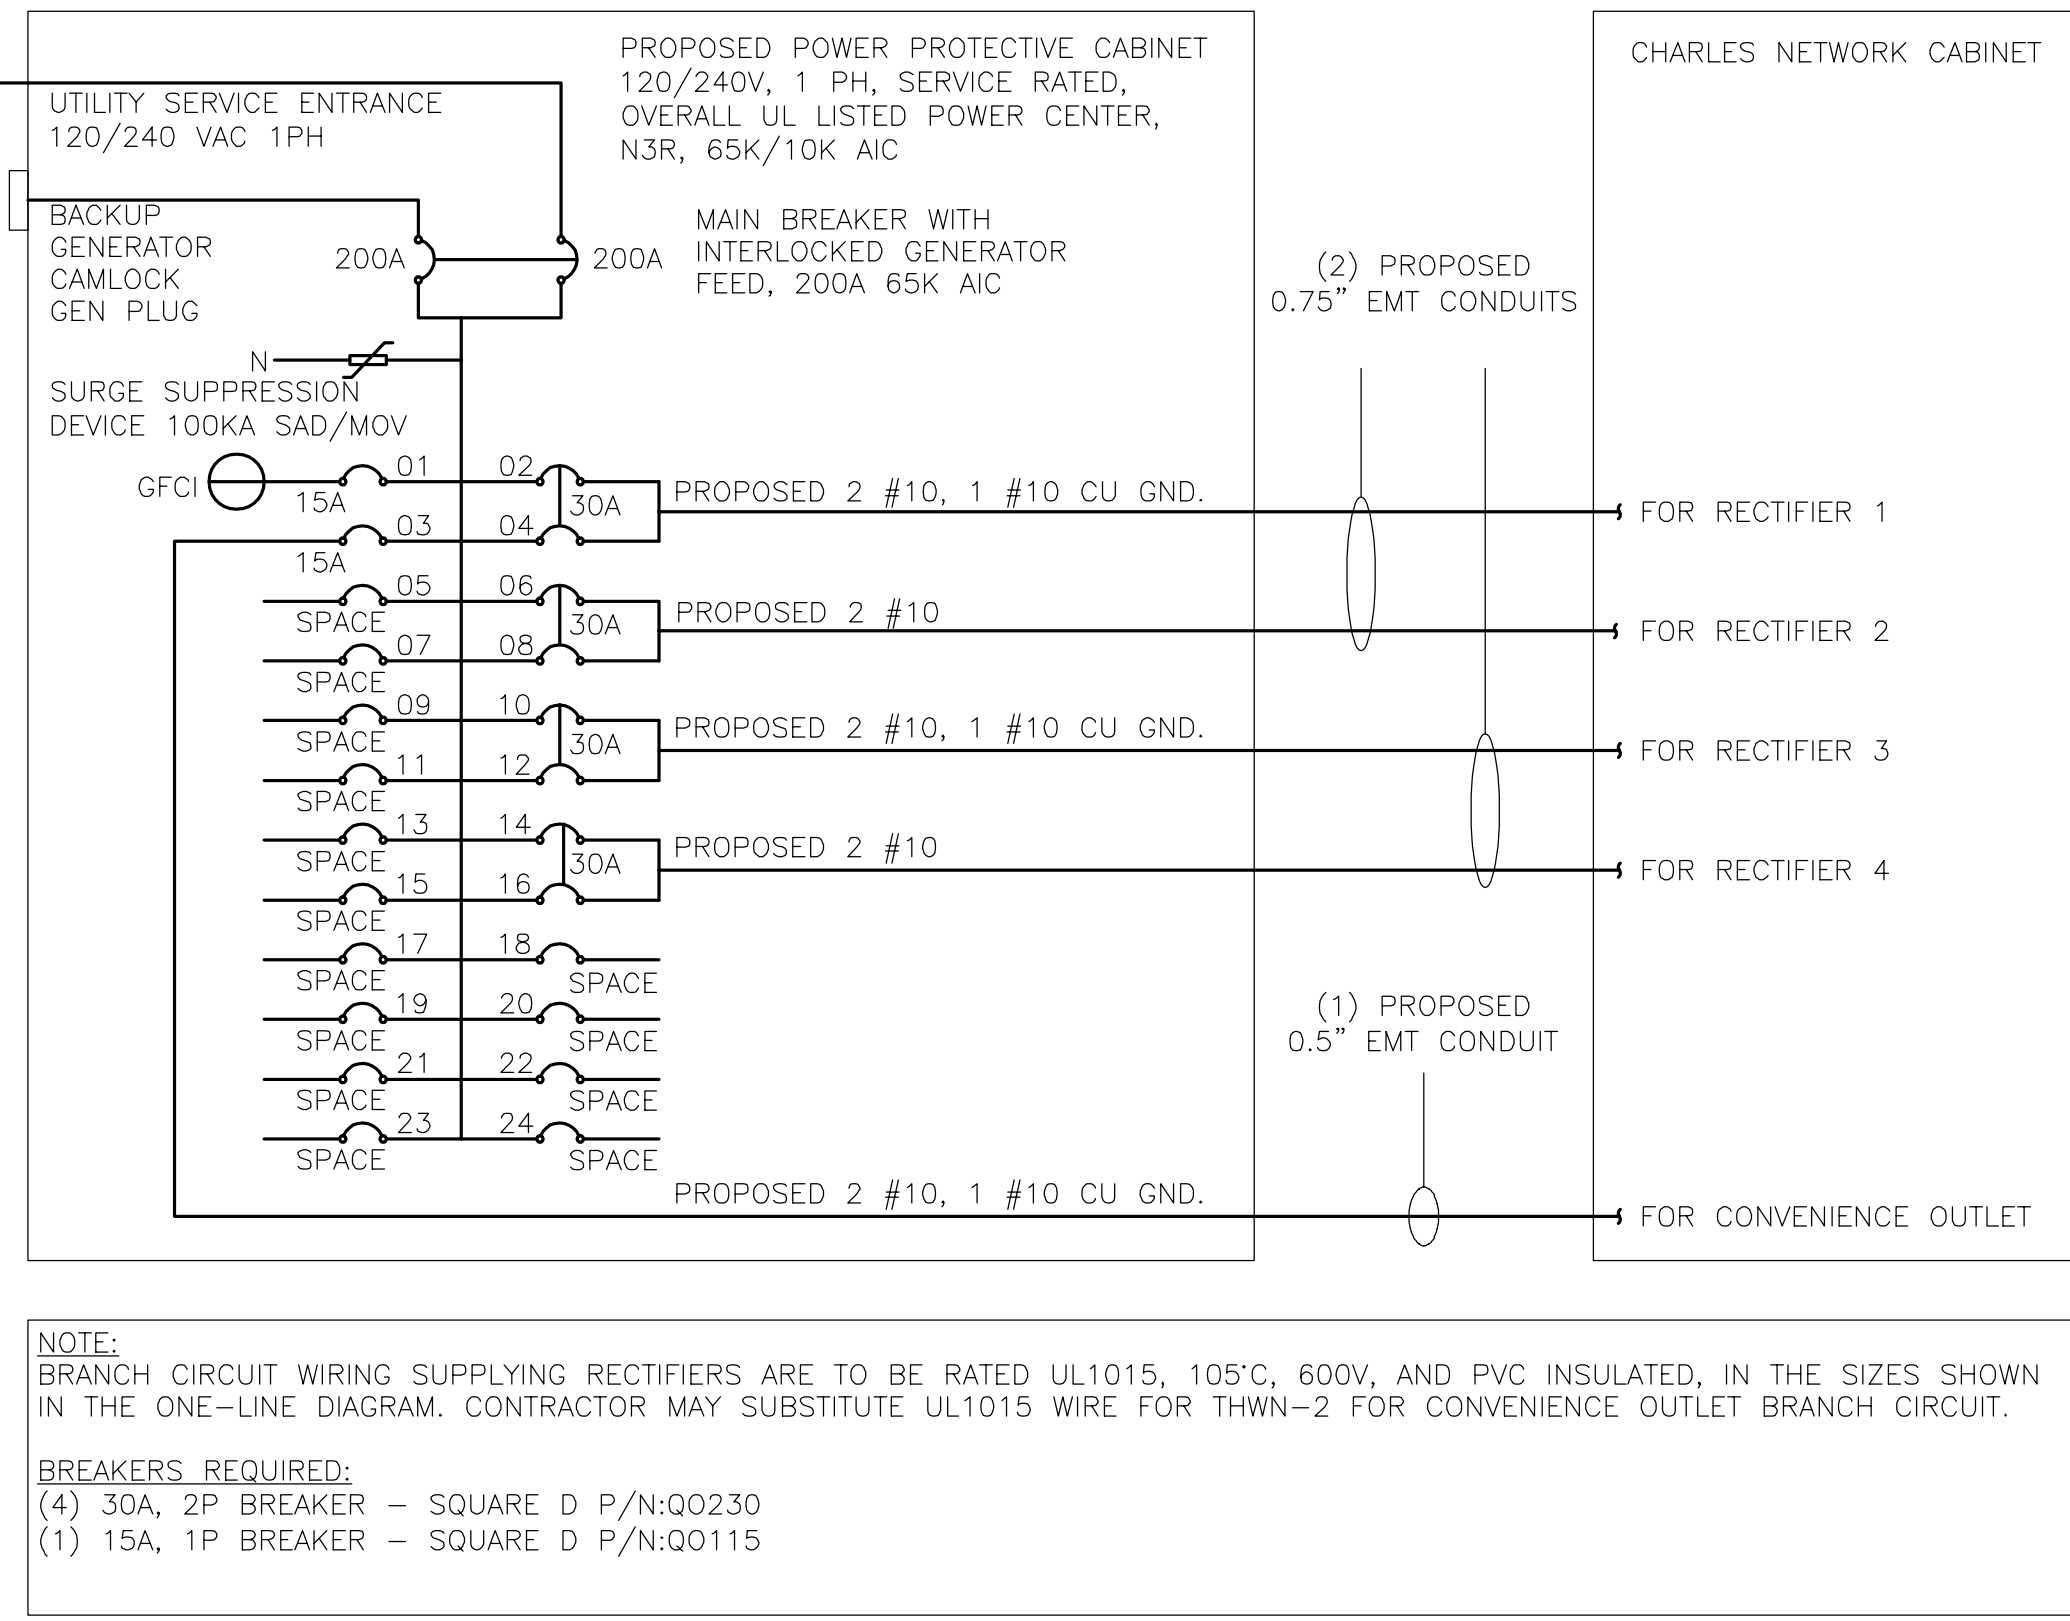 PROPOSED POWER PROTECTIVE CABINET
120/240V, 1 PH, SERVICE RATED,
OVERALL UL LISTED POWER CENTER,
N3R, 65K/10K AIC
CHARLES NETWORK CABINET
UTILITY SERVICE ENTRANCE
120/240 VAC 1PH
BACKUP
GENERATOR
CAMLOCK
GEN PLUG
200A
200A
MAIN BREAKER WITH
INTERLOCKED GENERATOR
FEED, 200A 65K AIC
(2) PROPOSED
0.75” EMT CONDUITS
N
SURGE SUPPRESSION
DEVICE 100KA SAD/MOV
GFCI
15A
01
02
30A
PROPOSED 2 #10, 1 #10 CU GND.
FOR RECTIFIER 1
15A
03
04
SPACE
05
06
30A
PROPOSED 2 #10
FOR RECTIFIER 2
SPACE
07
08
SPACE
09
10
30A
PROPOSED 2 #10, 1 #10 CU GND.
FOR RECTIFIER 3
SPACE
11
12
SPACE
13
14
30A
PROPOSED 2 #10
FOR RECTIFIER 4
SPACE
15
16
SPACE
17
18
SPACE
SPACE
19
20
SPACE
SPACE
21
22
SPACE
SPACE
23
24
SPACE
(1) PROPOSED
0.5” EMT CONDUIT
PROPOSED 2 #10, 1 #10 CU GND.
FOR CONVENIENCE OUTLET
NOTE:
BRANCH CIRCUIT WIRING SUPPLYING RECTIFIERS ARE TO BE RATED UL1015, 105°C, 600V, AND PVC INSULATED, IN THE SIZES SHOWN
IN THE ONE-LINE DIAGRAM. CONTRACTOR MAY SUBSTITUTE UL1015 WIRE FOR THWN-2 FOR CONVENIENCE OUTLET BRANCH CIRCUIT.
BREAKERS REQUIRED:
(4) 30A, 2P BREAKER - SQUARE D P/N:QO230
(1) 15A, 1P BREAKER - SQUARE D P/N:QO115